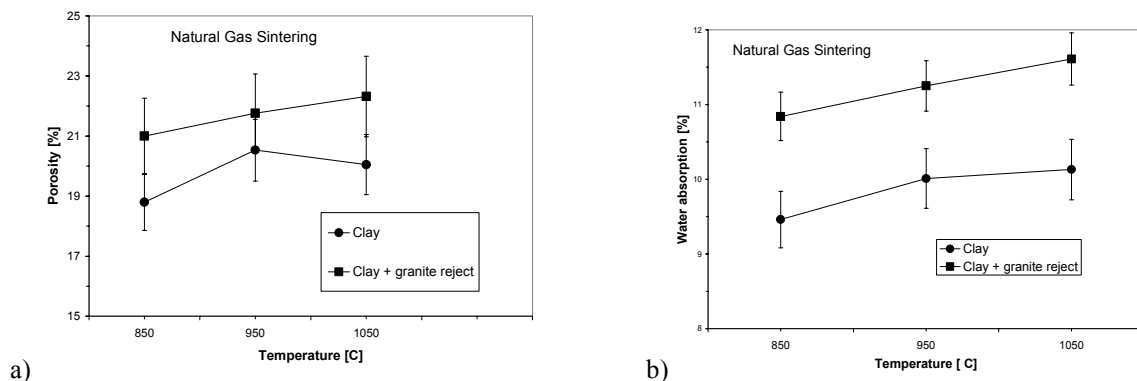 Natural Gas Sintering
Porosity [%]
25
23
21
19
17
15
Clay
Clay + granite reject
850 950 1050
Temperature [C]
a)
Natural Gas Sintering
Water absorption [%]
12
11
10
9
8
Clay
Clay + granite reject
850 950 1050
Temperature [ C]
b)